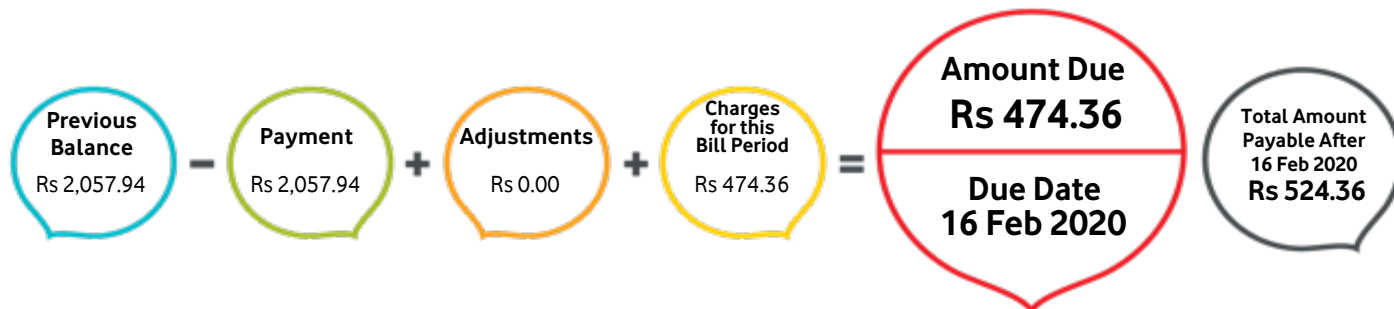 Previous
Balance
Rs 2,057.94
-
Payment
Rs 2,057.94
+
Adjustments
Rs 0.00
+
Charges
for this
Bill Period
Rs 474.36
=
Amount Due
Rs 474.36
Due Date
16 Feb 2020
Total Amount
Payable After
16 Feb 2020
Rs 524.36